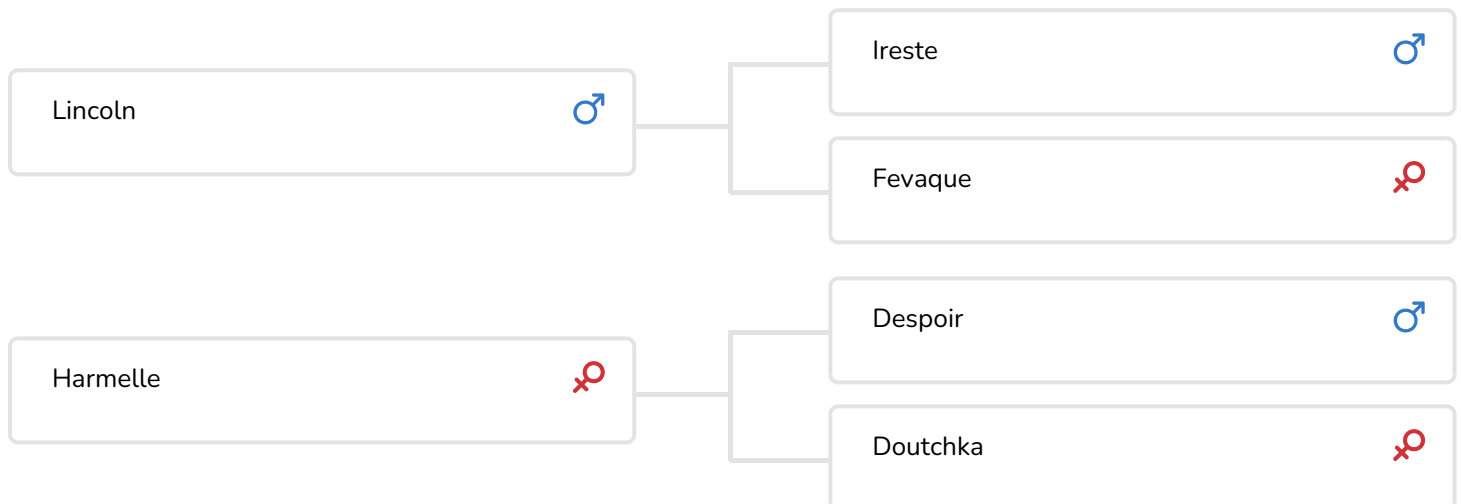 Lincoln
Ireste
Fevaque
Harmelle
Despoir
Doutchka